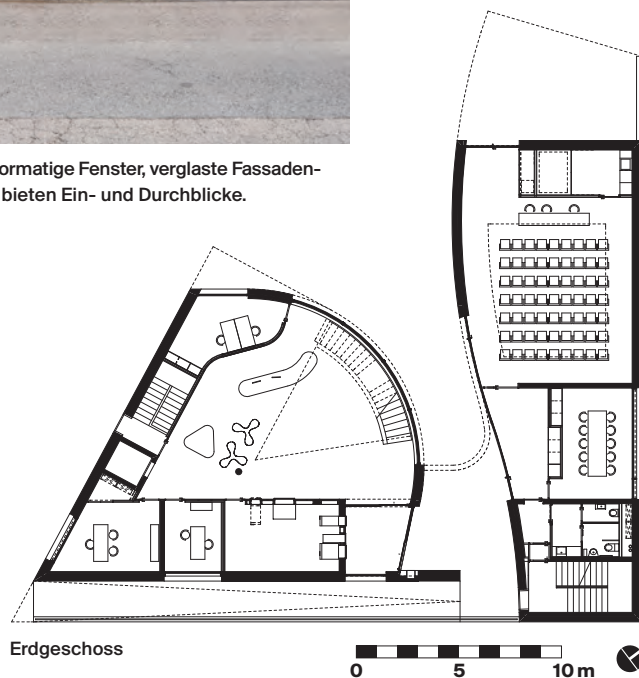 ormatige Fenster, verglaste Fassaden-
bieten Ein- und Durchblicke.
Erdgeschoss
0 5 10 m